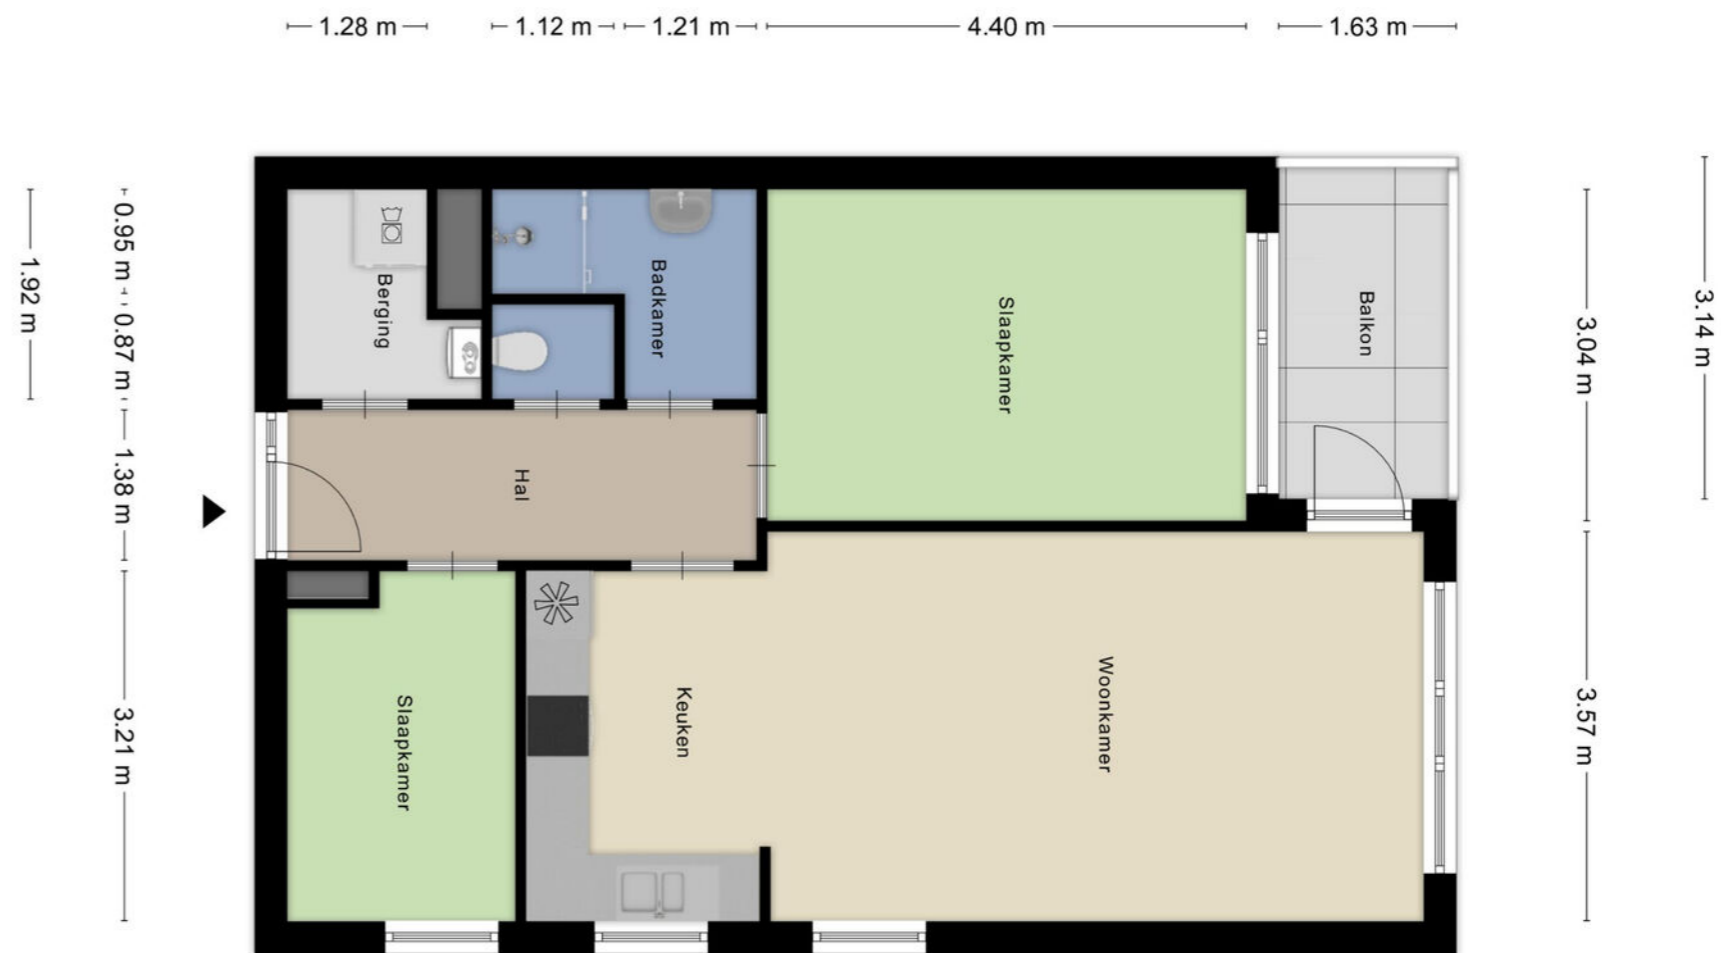 1.28 m
1.12 m
1.21 m
4.40 m
1.63 m
1.92 m
0.95 m
0.87 m
1.38 m
3.21 m
Berging
Badkamer
Slaapkamer
Balkon
Hal
Slaapkamer
Keuken
Woonkamer
3.04 m
3.57 m
3.14 m